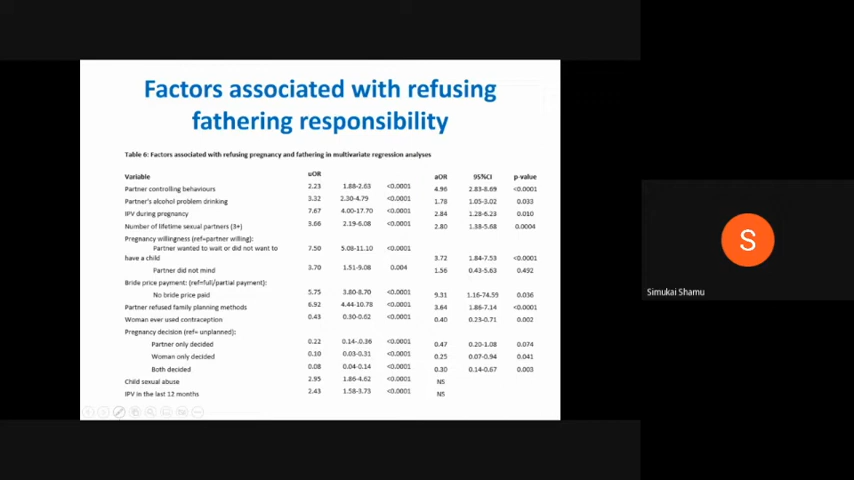 Factors associated with refusing
fathering responsibility
Table 6: Factors associated with refusing pregnancy and fathering in multivariate regression analyses
Variable uOR aOR 95%CI p-value
Partner controlling behaviours 2.23 1.88-2.63 <0.0001 4.96 2.83-8.69 <0.0001
Partner's alcohol problem drinking 3.32 2.30-4.79 <0.0001 1.78 1.05-3.02 0.033
IPV during pregnancy 7.67 4.00-17.70 <0.0001 2.84 1.28-6.23 0.010
Number of lifetime sexual partners (3+) 3.66 2.19-6.08 <0.0001 2.80 1.38-5.68 0.0004
Pregnancy willingness (ref=partner willing):
Partner wanted to wait or did not want to 7.50 5.08-11.10 <0.0001
have a child 3.72 1.84-7.53 <0.0001
Partner did not mind 3.70 1.51-9.08 0.004 1.56 0.43-5.63 0.492
Bride price payment: (ref=full/partial payment):
No bride price paid 5.75 3.80-8.70 <0.0001 9.31 1.16-74.59 0.036
Partner refused family planning methods 6.92 4.44-10.78 <0.0001 3.64 1.86-7.14 <0.0001
Woman ever used contraception 0.43 0.30-0.62 <0.0001 0.40 0.23-0.71 0.002
Pregnancy decision (ref= unplanned):
Partner only decided 0.22 0.14-.0.36 <0.0001 0.47 0.20-1.08 0.074
Woman only decided 0.10 0.03-0.31 <0.0001 0.25 0.07-0.94 0.041
Both decided 0.08 0.04-0.14 <0.0001 0.30 0.14-0.67 0.003
Child sexual abuse 2.95 1.86-4.62 <0.0001 NS
IPV in the last 12 months 2.43 1.58-3.73 <0.0001 NS
S
Simukai Shamu